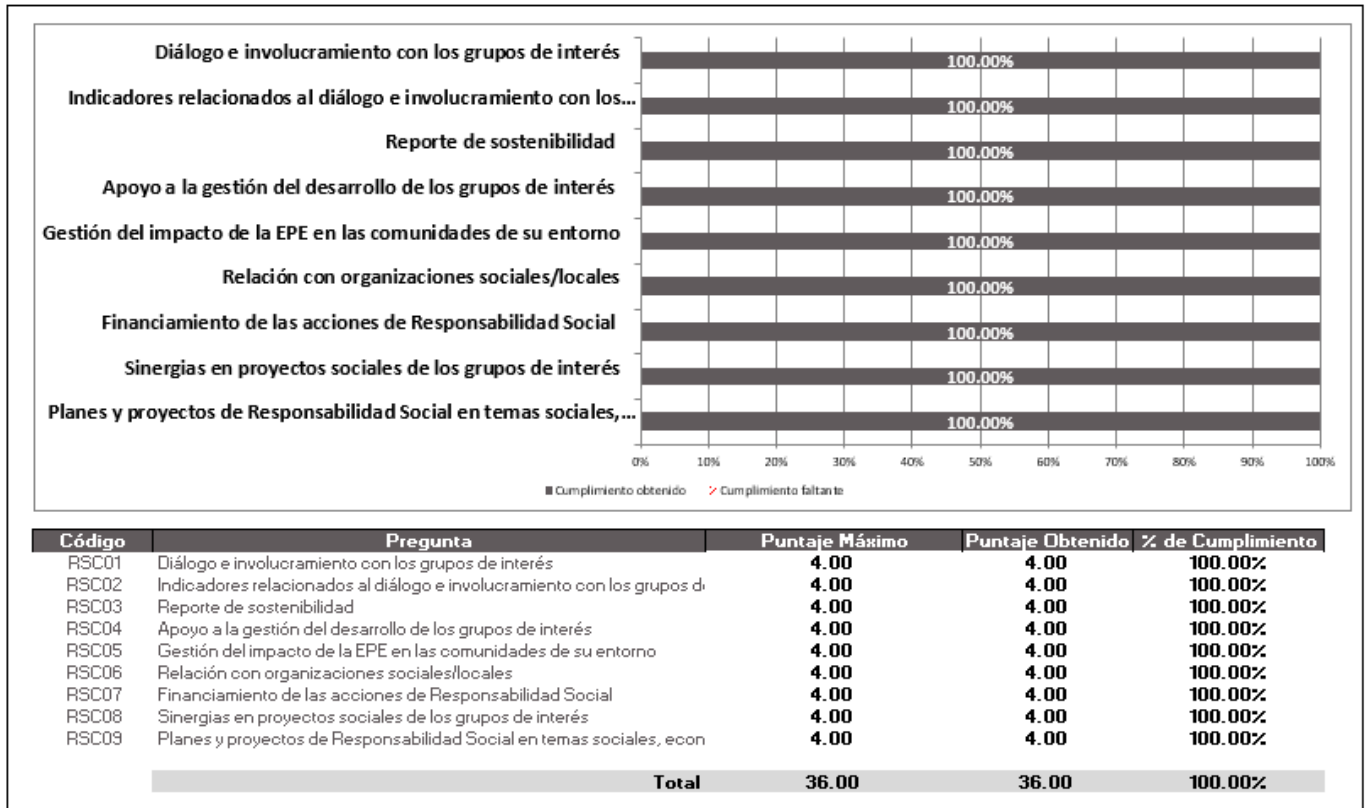 Diálogo e involucramiento con los grupos de interés
100.00%
Indicadores relacionados al diálogo e involucramiento con los...
100.00%
Reporte de sostenibilidad
100.00%
Apoyo a la gestión del desarrollo de los grupos de interés
100.00%
Gestión del impacto de la EPE en las comunidades de su entorno
100.00%
Relación con organizaciones sociales/locales
100.00%
Financiamiento de las acciones de Responsabilidad Social
100.00%
Sinergias en proyectos sociales de los grupos de interés
100.00%
Planes y proyectos de Responsabilidad Social en temas sociales,...
100.00%
0% 10% 20% 30% 40% 50% 60% 70% 80% 90% 100%
Cumplimiento obtenido Cumplimiento faltante
Código Pregunta Puntaje Máximo Puntaje Obtenido % de Cumplimiento
RSC01 Diálogo e involucramiento con los grupos de interés 4.00 4.00 100.00%
RSC02 Indicadores relacionados al diálogo e involucramiento con los grupos d 4.00 4.00 100.00%
RSC03 Reporte de sostenibilidad 4.00 4.00 100.00%
RSC04 Apoyo a la gestión del desarrollo de los grupos de interés 4.00 4.00 100.00%
RSC05 Gestión del impacto de la EPE en las comunidades de su entorno 4.00 4.00 100.00%
RSC06 Relación con organizaciones sociales/locales 4.00 4.00 100.00%
RSC07 Financiamiento de las acciones de Responsabilidad Social 4.00 4.00 100.00%
RSC08 Sinergias en proyectos sociales de los grupos de interés 4.00 4.00 100.00%
RSC09 Planes y proyectos de Responsabilidad Social en temas sociales, econ 4.00 4.00 100.00%
Total 36.00 36.00 100.00%